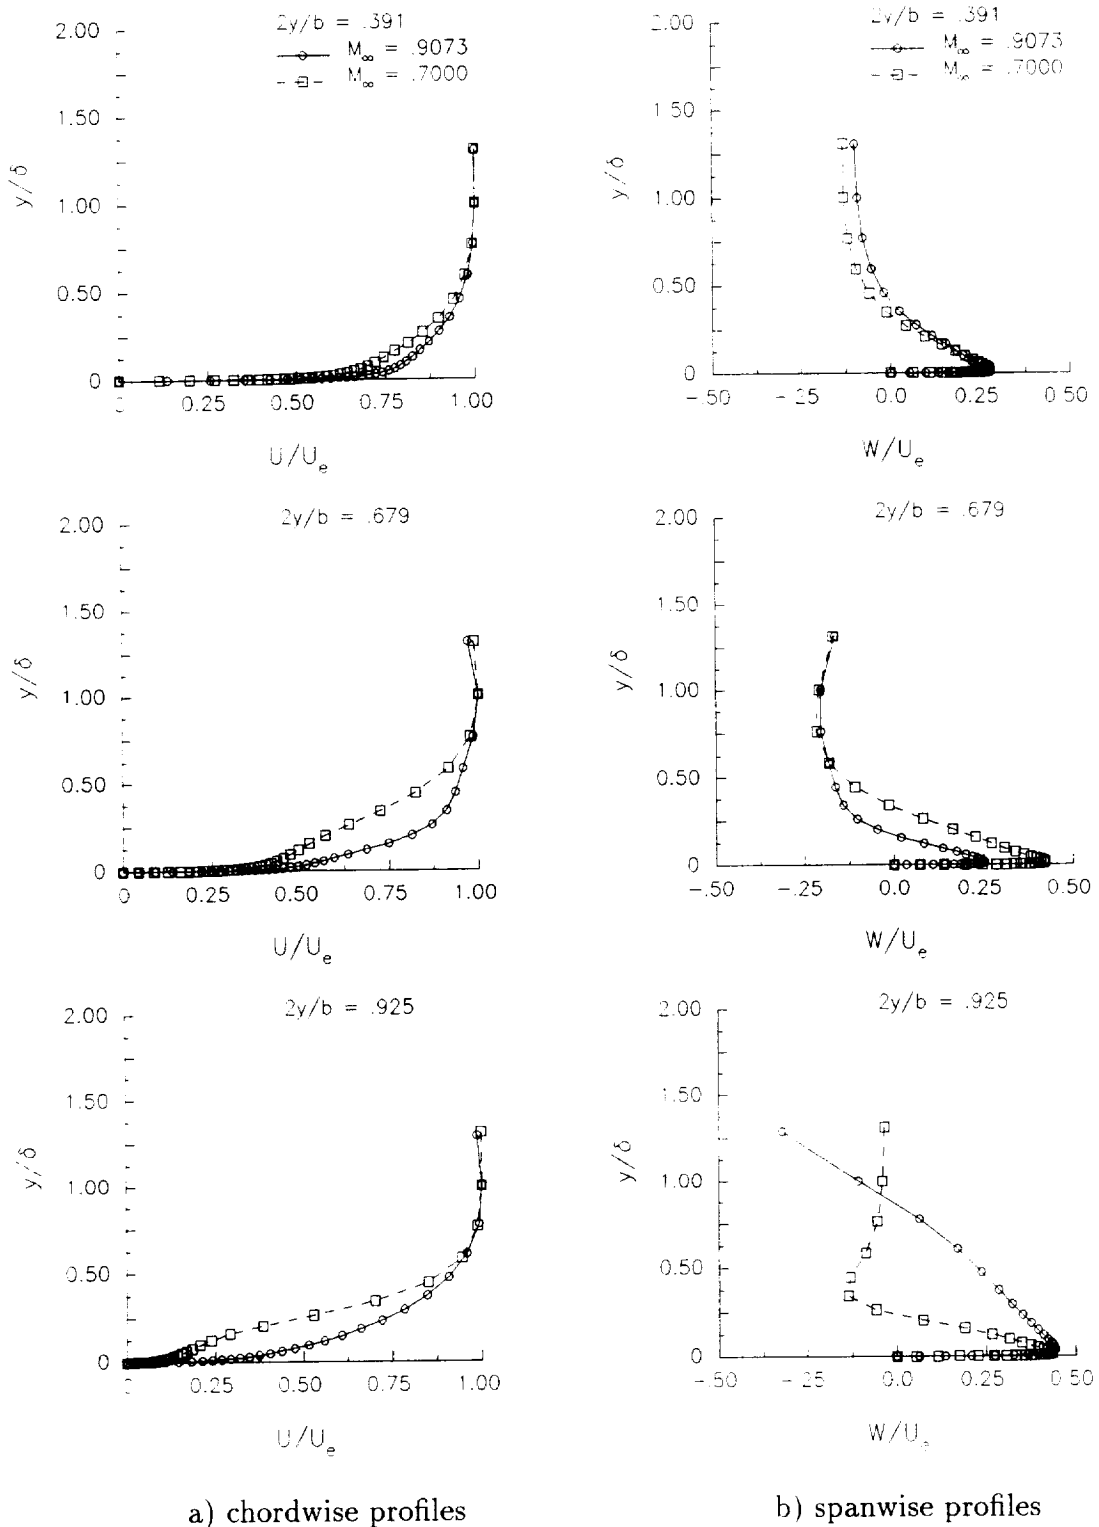 2y/b = .391
M∞ = .9073
M∞ = .7000
2.00
1.50
1.00
0.50
0
y/δ
0.25 0.50 0.75 1.00
U/Uₑ
2y/b = .391
M∞ = .9073
M∞ = .7000
2.00
1.50
1.00
0.50
0
y/δ
-.50 -.25 0.0 0.25 0.50
W/Uₑ
2y/b = .679
2.00
1.50
1.00
0.50
0
y/δ
0 0.25 0.50 0.75 1.00
U/Uₑ
2y/b = .679
2.00
1.50
1.00
0.50
0
y/δ
-.50 -.25 0.0 0.25 0.50
W/Uₑ
2y/b = .925
2.00
1.50
1.00
0.50
0
y/δ
0.25 0.50 0.75 1.00
U/Uₑ
2y/b = .925
2.00
1.50
1.00
0.50
0
y/δ
-.50 -.25 0.0 0.25 0.50
W/Uₑ
a) chordwise profiles
b) spanwise profiles